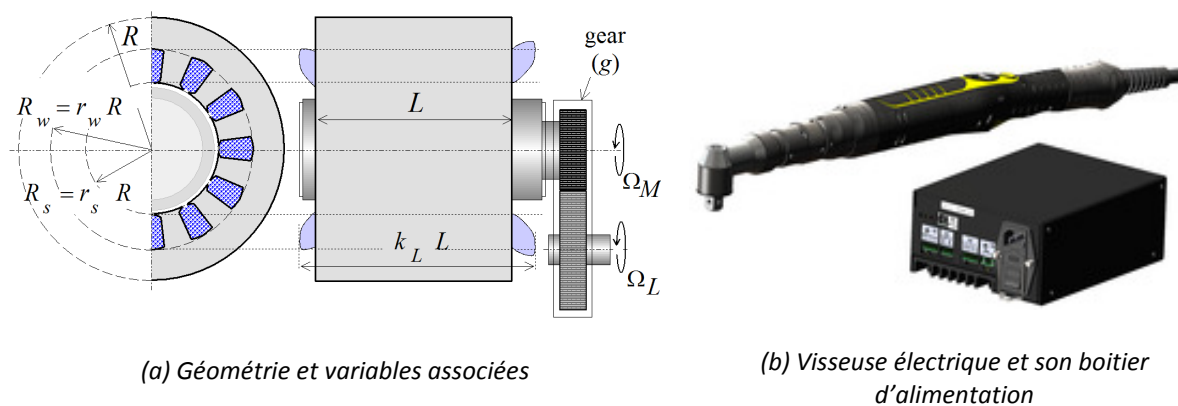 R
R_w = r_w R
R_s = r_s R
L
k_L L
gear
(g)
Ω_M
Ω_L
(a) Géométrie et variables associées
(b) Visseuse électrique et son boitier
d'alimentation